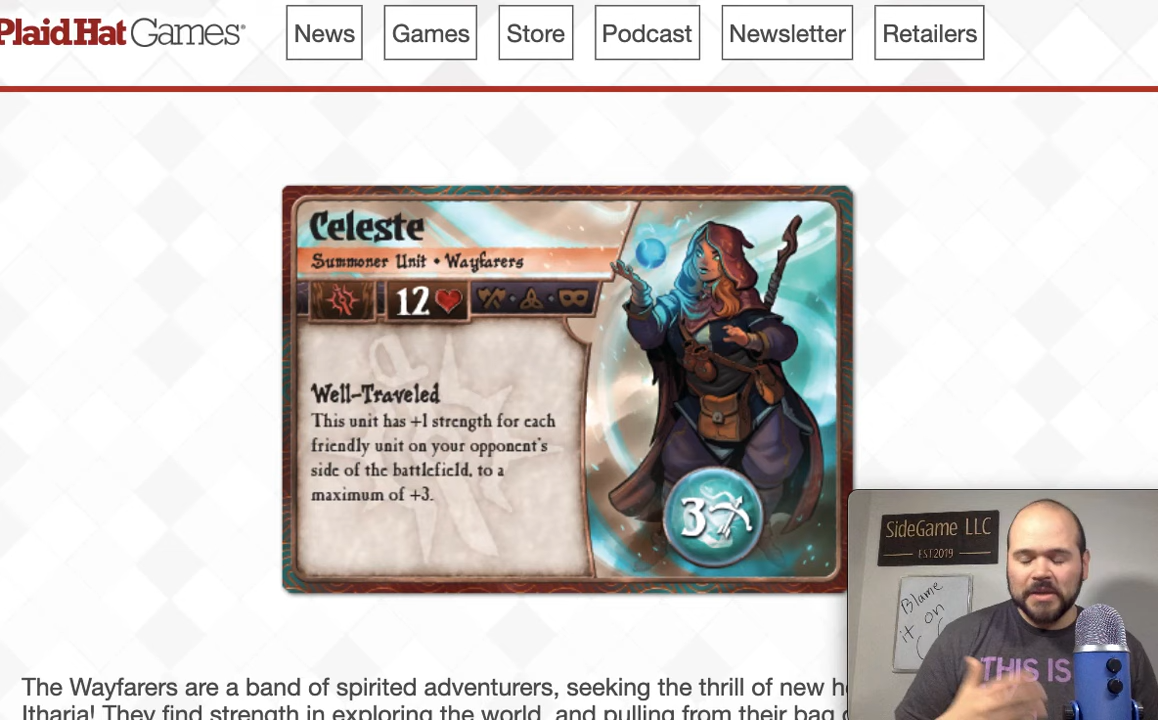 PlaidHat Games
News
Games
Store
Podcast
Newsletter
Retailers
Celeste
Summoner Unit • Wayfarers
12
Well-Traveled
This unit has +1 strength for each
friendly unit on your opponent's
side of the battlefield, to a
maximum of +3.
3
SideGame LLC
EST.2019
Blame
it on
THIS IS
The Wayfarers are a band of spirited adventurers, seeking the thrill of new
Itharia! They find strength in exploring the world, and pulling from their bag